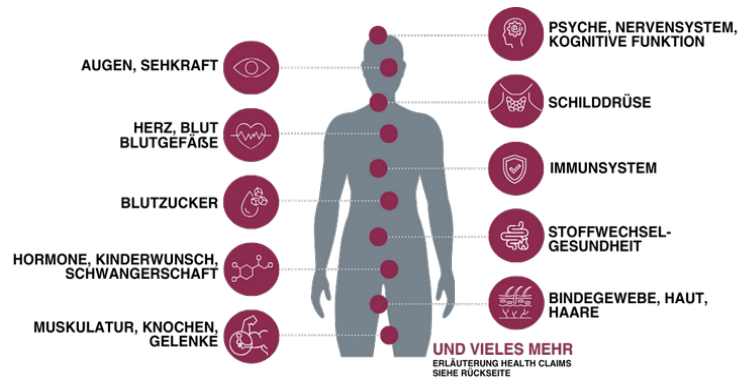 PSYCHE, NERVENSYSTEM,
KOGNITIVE FUNKTION
AUGEN, SEHKRAFT
SCHILDDRÜSE
HERZ, BLUT
BLUTGEFÄßE
IMMUNSYSTEM
BLUTZUCKER
STOFFWECHSEL-
GESUNDHEIT
HORMONE, KINDERWUNSCH,
SCHWANGERSCHAFT
BINDEGEWEBE, HAUT,
HAARE
MUSKULATUR, KNOCHEN,
GELENKE
UND VIELES MEHR
ERLÄUTERUNG HEALTH CLAIMS
SIEHE RÜCKSEITE